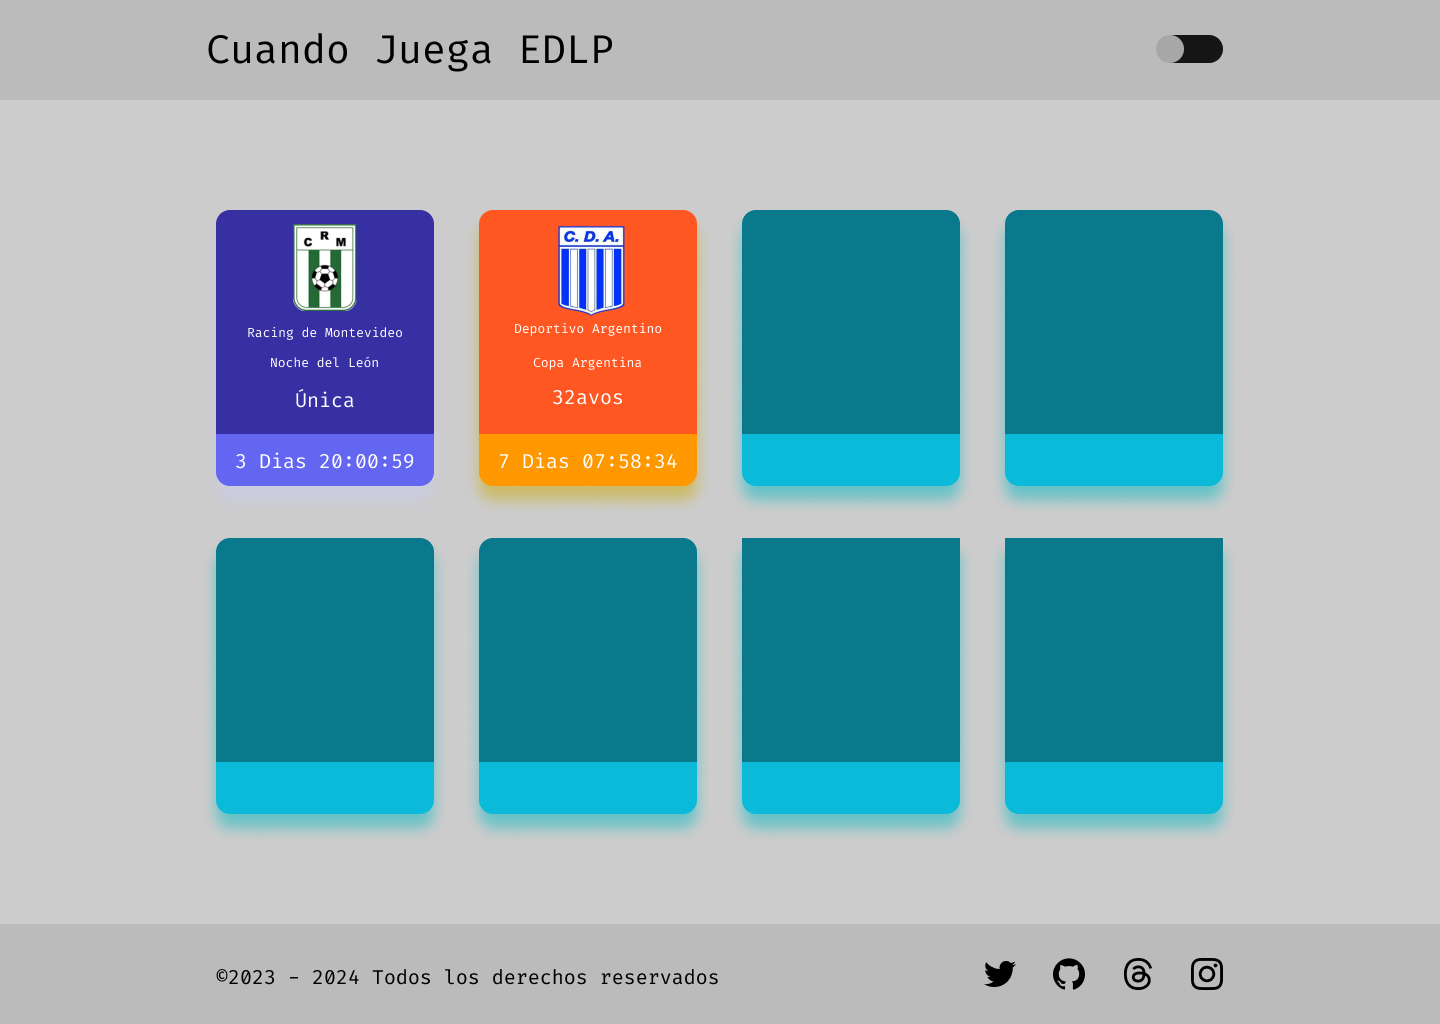 Cuando Juega EDLP
C R M
Racing de Montevideo
Noche del León
Única
3 Dias 20:00:59
C. D. A.
Deportivo Argentino
Copa Argentina
32avos
7 Dias 07:58:34
©2023 - 2024 Todos los derechos reservados